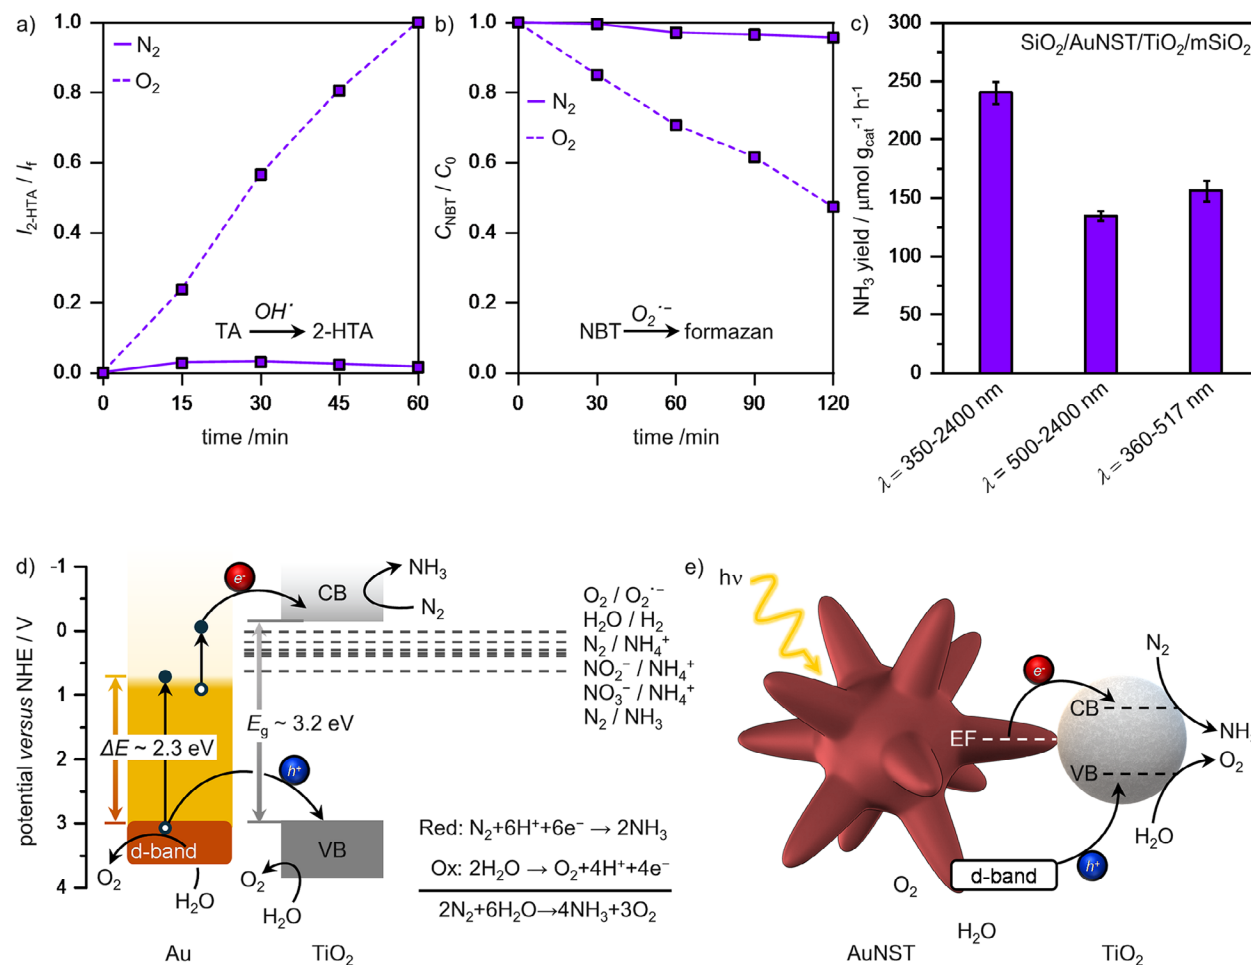 a)
1.0
0.8
0.6
0.4
0.2
0.0
I₂₋HTA / If
N₂
O₂
TA OH˙ 2-HTA
0 15 30 45 60
time /min
b)
1.0
0.8
0.6
0.4
0.2
0.0
C_NBT / C₀
N₂
O₂
NBT O₂˙⁻ formazan
0 30 60 90 120
time /min
c)
300
250
200
150
100
50
0
NH₃ yield / μmol g_cat⁻¹ h⁻¹
SiO₂/AuNST/TiO₂/mSiO₂
λ = 350-2400 nm
λ = 500-2400 nm
λ = 360-517 nm
d)
-1
0
1
2
3
4
potential versus NHE / V
e⁻
CB
NH₃
N₂
ΔE ~ 2.3 eV
E_g ~ 3.2 eV
h⁺
d-band
VB
O₂
H₂O
O₂
H₂O
Au
TiO₂
O₂ / O₂˙⁻
H₂O / H₂
N₂ / NH₄⁺
NO₂⁻ / NH₄⁺
NO₃⁻ / NH₄⁺
N₂ / NH₃
Red: N₂+6H⁺+6e⁻ → 2NH₃
Ox: 2H₂O → O₂+4H⁺+4e⁻
2N₂+6H₂O→4NH₃+3O₂
e)
hν
e⁻
N₂
CB
EF
NH
O₂
VB
H₂O
h⁺
d-band
O₂
H₂O
AuNST
TiO₂